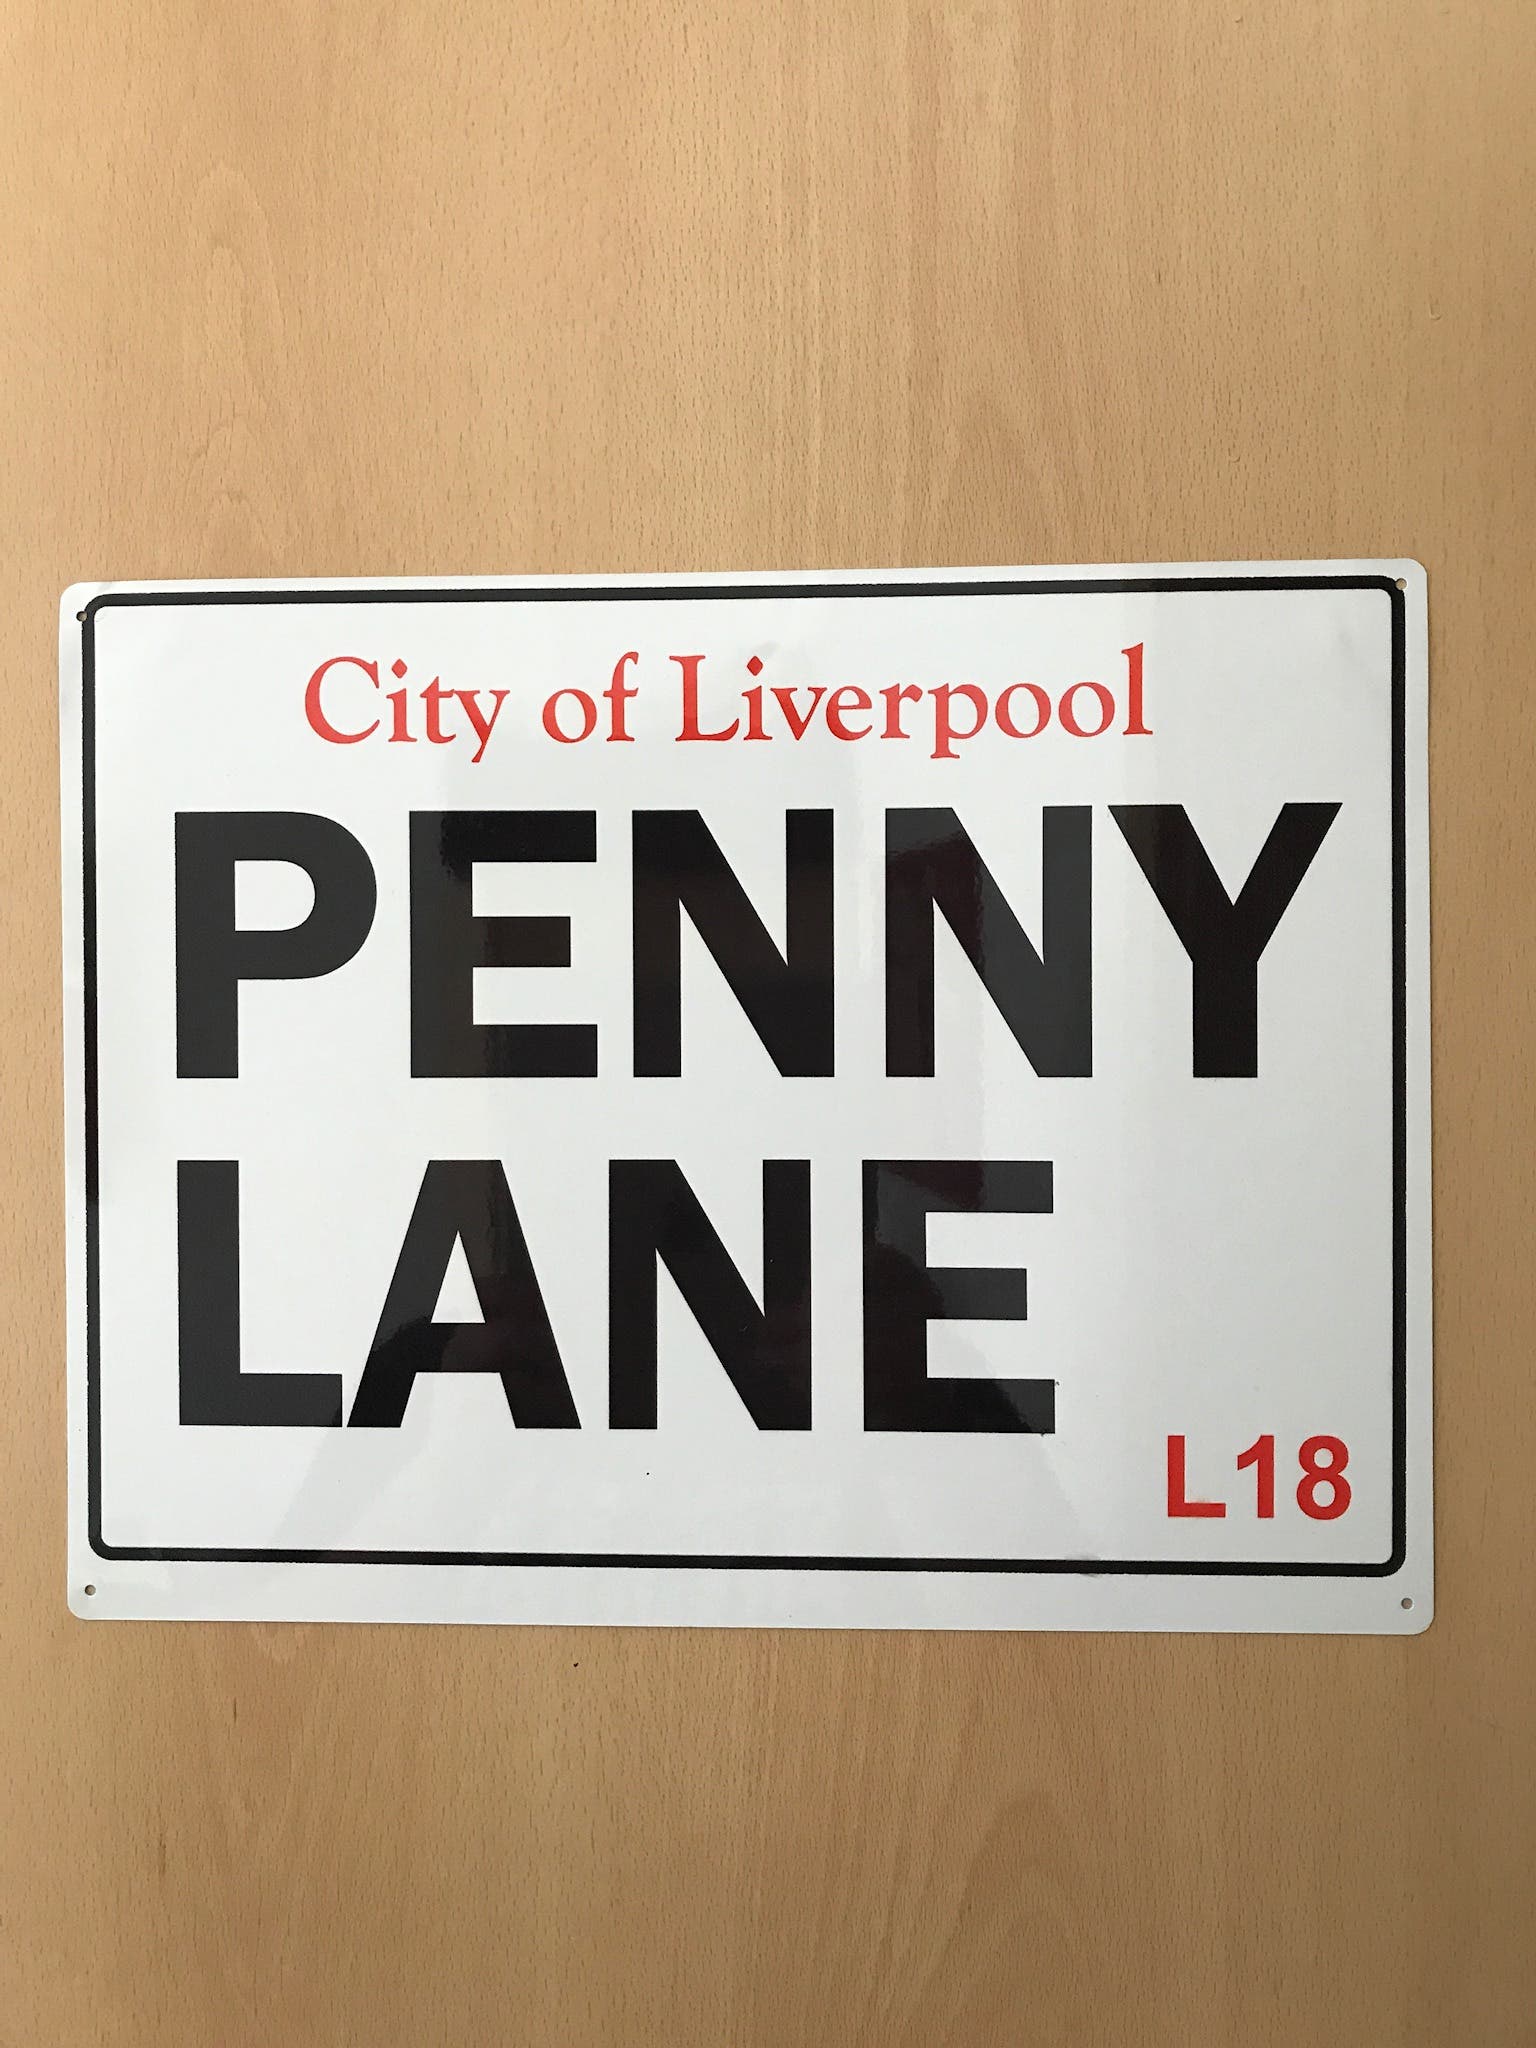 City of Liverpool
PENNY
LANE
L18